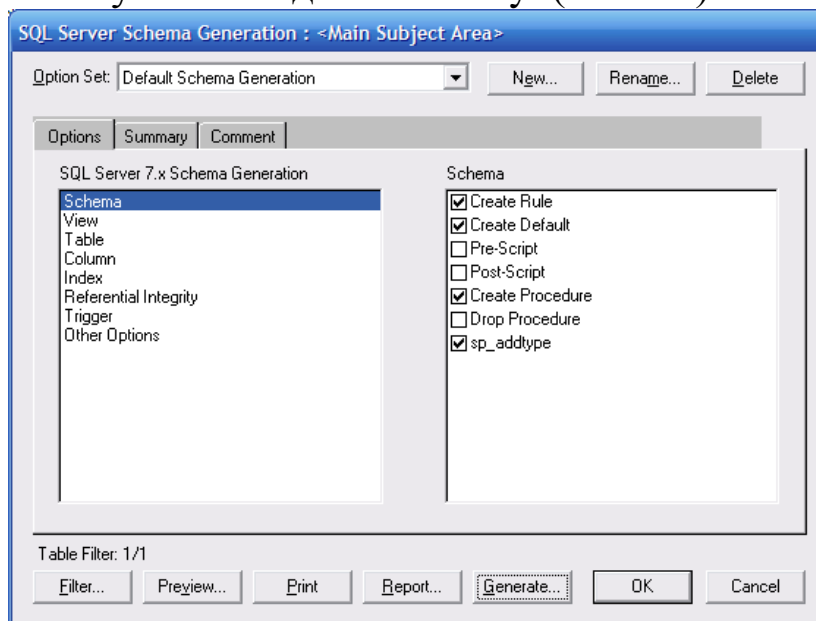 SQL Server Schema Generation : <Main Subject Area>
Option Set: Default Schema Generation New... Rename... Delete
Options Summary Comment
SQL Server 7.x Schema Generation
Schema
View
Table
Column
Index
Referential Integrity
Trigger
Other Options
Schema
Create Rule
Create Default
Pre-Script
Post-Script
Create Procedure
Drop Procedure
sp_addtype
Table Filter: 1/1
Filter... Preview... Print Report... Generate... OK Cancel